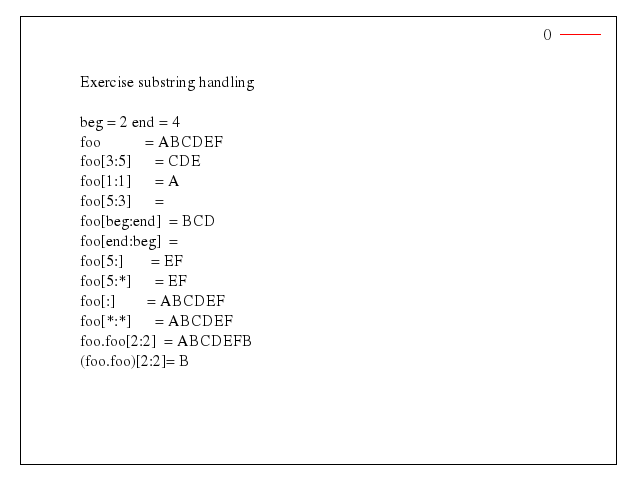 0
Exercise substring handling
beg = 2 end = 4
foo = ABCDEF
foo[3:5] = CDE
foo[1:1] = A
foo[5:3] =
foo[beg:end] = BCD
foo[end:beg] =
foo[5:] = EF
foo[5:*] = EF
foo[:] = ABCDEF
foo[*:*] = ABCDEF
foo.foo[2:2] = ABCDEFB
(foo.foo)[2:2]= B